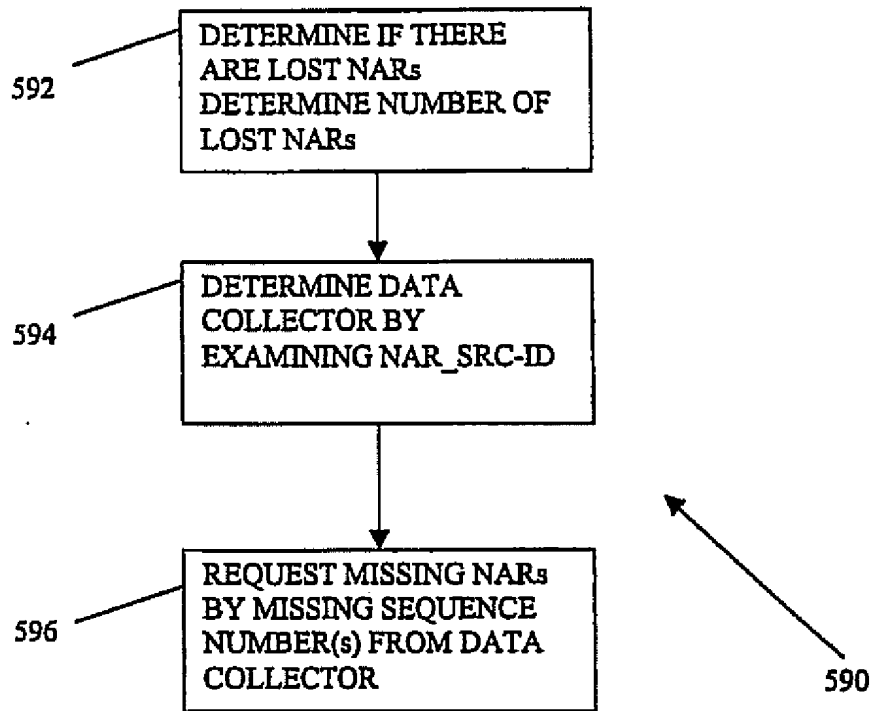 592
DETERMINE IF THERE
ARE LOST NARs
DETERMINE NUMBER OF
LOST NARs
594
DETERMINE DATA
COLLECTOR BY
EXAMINING NAR_SRC-ID
596
REQUEST MISSING NARs
BY MISSING SEQUENCE
NUMBER(s) FROM DATA
COLLECTOR
590